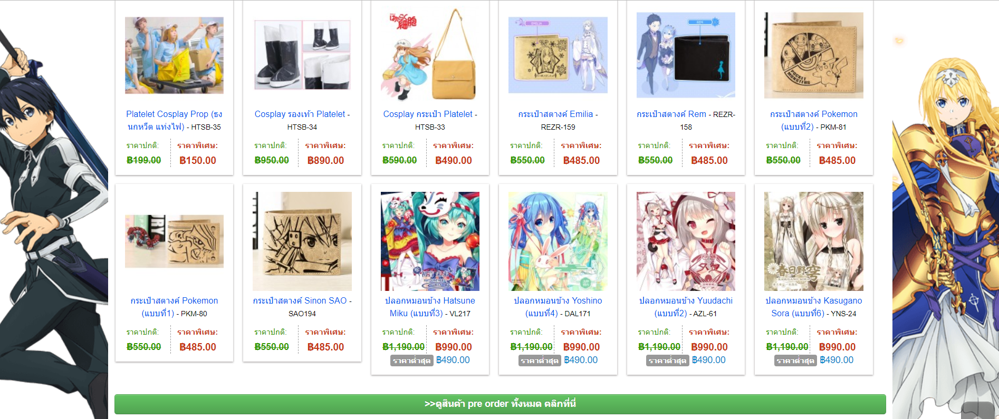 はたらく細胞
EMILIA
REM
POCKET MONSTERS
Platelet Cosplay Prop (ธง
นกหวีด แท่งไฟ) - HTSB-35
ราคาปกติ: ราคาพิเศษ:
฿199.00 ฿150.00
Cosplay รองเท้า Platelet -
HTSB-34
ราคาปกติ: ราคาพิเศษ:
฿950.00 ฿890.00
Cosplay กระเป๋า Platelet -
HTSB-33
ราคาปกติ: ราคาพิเศษ:
฿590.00 ฿490.00
กระเป๋าสตางค์ Emilia -
REZR-159
ราคาปกติ: ราคาพิเศษ:
฿550.00 ฿485.00
กระเป๋าสตางค์ Rem - REZR-
158
ราคาปกติ: ราคาพิเศษ:
฿550.00 ฿485.00
กระเป๋าสตางค์ Pokemon
(แบบที่2) - PKM-81
ราคาปกติ: ราคาพิเศษ:
฿550.00 ฿485.00
春日野穹
KASUGANO SORA
กระเป๋าสตางค์ Pokemon
(แบบที่1) - PKM-80
ราคาปกติ: ราคาพิเศษ:
฿550.00 ฿485.00
กระเป๋าสตางค์ Sinon SAO -
SAO194
ราคาปกติ: ราคาพิเศษ:
฿550.00 ฿485.00
ปลอกหมอนข้าง Hatsune
Miku (แบบที่3) - VL217
ราคาปกติ: ราคาพิเศษ:
฿1,190.00 ฿990.00
ราคาต่ำสุด ฿490.00
ปลอกหมอนข้าง Yoshino
(แบบที่4) - DAL171
ราคาปกติ: ราคาพิเศษ:
฿1,190.00 ฿990.00
ราคาต่ำสุด ฿490.00
ปลอกหมอนข้าง Yuudachi
(แบบที่2) - AZL-61
ราคาปกติ: ราคาพิเศษ:
฿1,190.00 ฿990.00
ราคาต่ำสุด ฿490.00
ปลอกหมอนข้าง Kasugano
Sora (แบบที่6) - YNS-24
ราคาปกติ: ราคาพิเศษ:
฿1,190.00 ฿990.00
ราคาต่ำสุด ฿490.00
>>ดูสินค้า pre order ทั้งหมด คลิกที่นี่